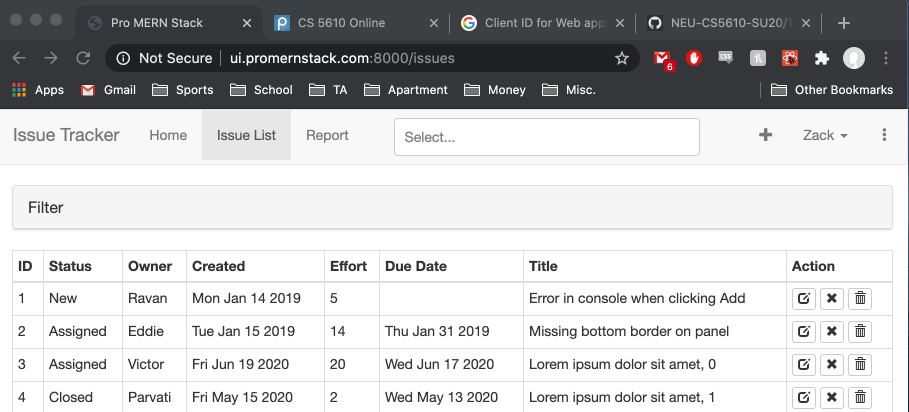 Pro MERN Stack CS 5610 Online Client ID for Web app NEU-CS5610-SU20/
Not Secure ui.promernstack.com:8000/issues 6 CSS
Apps Gmail Sports School TA Apartment Money Misc. Other Bookmarks
Issue Tracker Home Issue List Report Select... Zack
Filter
ID Status Owner Created Effort Due Date Title Action
1 New Ravan Mon Jan 14 2019 5 Error in console when clicking Add
2 Assigned Eddie Tue Jan 15 2019 14 Thu Jan 31 2019 Missing bottom border on panel
3 Assigned Victor Fri Jun 19 2020 20 Wed Jun 17 2020 Lorem ipsum dolor sit amet, 0
4 Closed Parvati Fri May 15 2020 2 Wed May 13 2020 Lorem ipsum dolor sit amet, 1